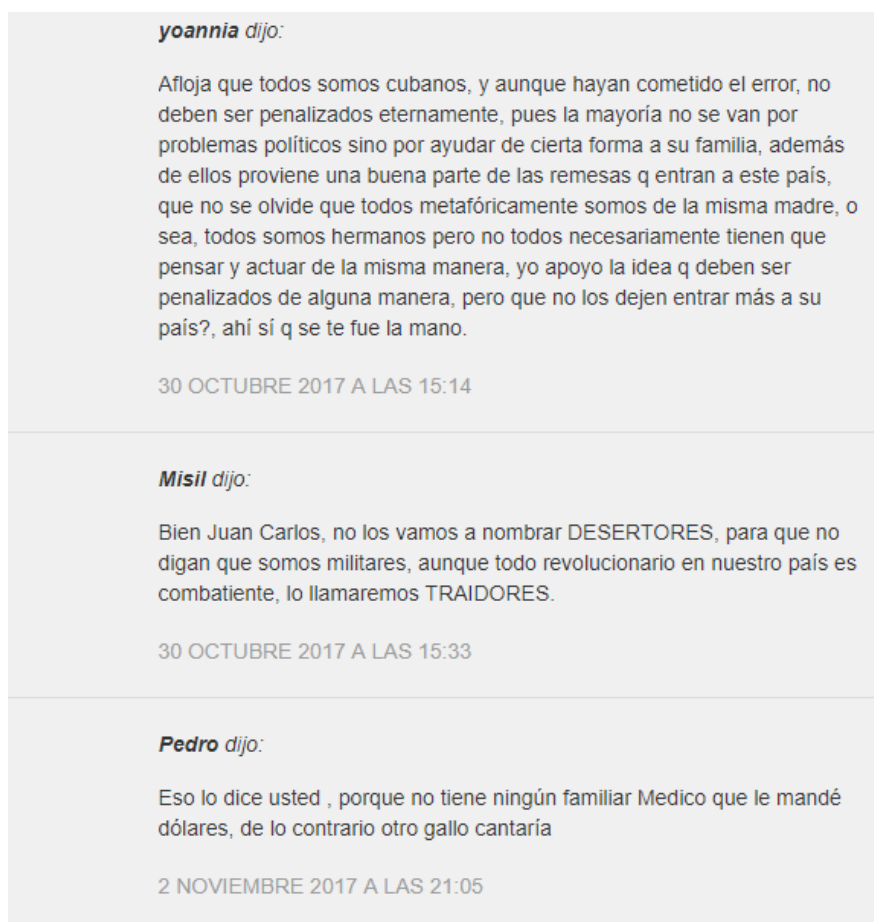 yoannia dijo:
Afloja que todos somos cubanos, y aunque hayan cometido el error, no
deben ser penalizados eternamente, pues la mayoría no se van por
problemas políticos sino por ayudar de cierta forma a su familia, además
de ellos proviene una buena parte de las remesas q entran a este país,
que no se olvide que todos metafóricamente somos de la misma madre, o
sea, todos somos hermanos pero no todos necesariamente tienen que
pensar y actuar de la misma manera, yo apoyo la idea q deben ser
penalizados de alguna manera, pero que no los dejen entrar más a su
país?, ahí sí q se te fue la mano.
30 OCTUBRE 2017 A LAS 15:14
Misil dijo:
Bien Juan Carlos, no los vamos a nombrar DESERTORES, para que no
digan que somos militares, aunque todo revolucionario en nuestro país es
combatiente, lo llamaremos TRAIDORES.
30 OCTUBRE 2017 A LAS 15:33
Pedro dijo:
Eso lo dice usted , porque no tiene ningún familiar Medico que le mandé
dólares, de lo contrario otro gallo cantaría
2 NOVIEMBRE 2017 A LAS 21:05